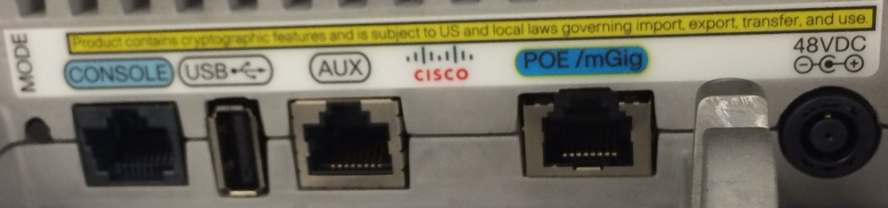 MODE
Product contains cryptographic features and is subject to US and local laws governing import, export, transfer, and use.
CONSOLE
USB
AUX
CISCO
POE /mGig
48VDC